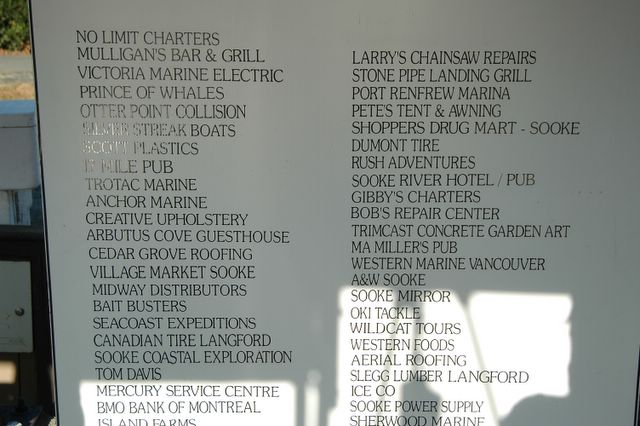 NO LIMIT CHARTERS
MULLIGAN'S BAR & GRILL
VICTORIA MARINE ELECTRIC
PRINCE OF WHALES
OTTER POINT COLLISION
SILVER STREAK BOATS
SCOTT PLASTICS
17 MILE PUB
TROTAC MARINE
ANCHOR MARINE
CREATIVE UPHOLSTERY
ARBUTUS COVE GUESTHOUSE
CEDAR GROVE ROOFING
VILLAGE MARKET SOOKE
MIDWAY DISTRIBUTORS
BAIT BUSTERS
SEACOAST EXPEDITIONS
CANADIAN TIRE LANGFORD
SOOKE COASTAL EXPLORATION
TOM DAVIS
MERCURY SERVICE CENTRE
BMO BANK OF MONTREAL
ISLAND FARMS
LARRY'S CHAINSAW REPAIRS
STONE PIPE LANDING GRILL
PORT RENFREW MARINA
PETE'S TENT & AWNING
SHOPPERS DRUG MART - SOOKE
DUMONT TIRE
RUSH ADVENTURES
SOOKE RIVER HOTEL / PUB
GIBBY'S CHARTERS
BOB'S REPAIR CENTER
TRIMCAST CONCRETE GARDEN ART
MA MILLER'S PUB
WESTERN MARINE VANCOUVER
A&W SOOKE
SOOKE MIRROR
OKI TACKLE
WILDCAT TOURS
WESTERN FOODS
AERIAL ROOFING
SLEGG LUMBER LANGFORD
ICE CO
SOOKE POWER SUPPLY
SHERWOOD MARINE